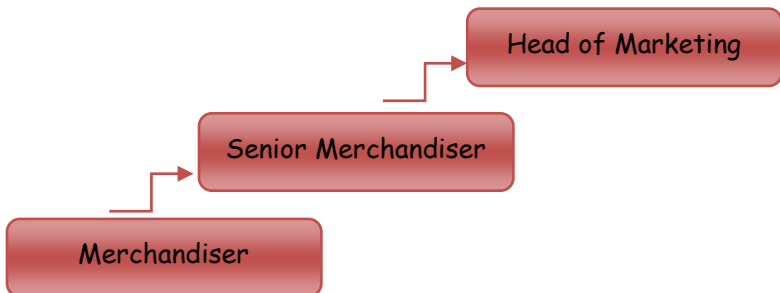 Head of Marketing
Senior Merchandiser
Merchandiser